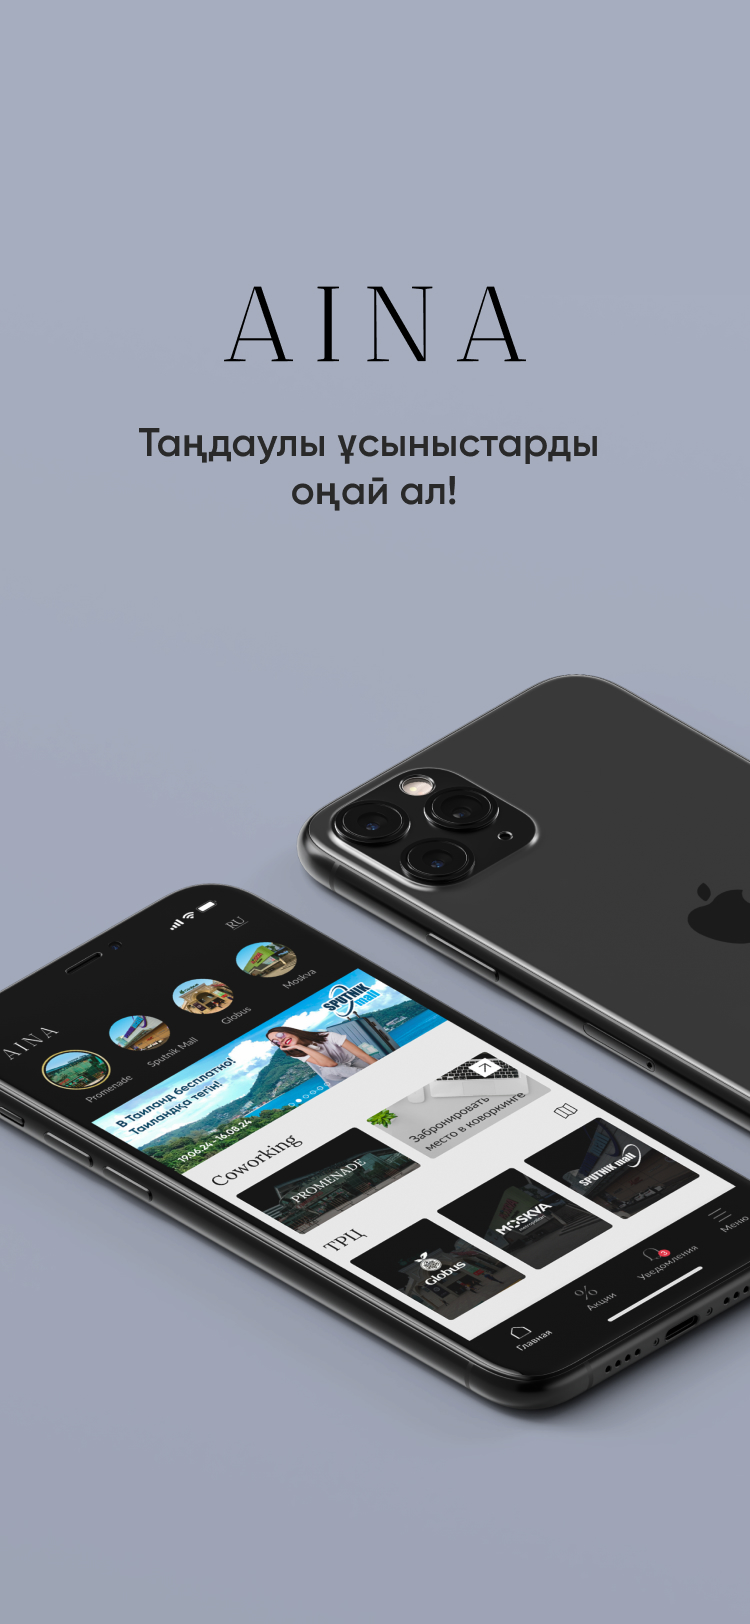 AINA
Таңдаулы ұсыныстарды
оңай ал!
RU
AINA
Promenade
Sputnik Mall
Globus
Moskva
SPUTNIK
mall
В Таиланд бесплатно!
Таиландқа тегін!
19.06.24 - 16.08.24
Coworking
PROMENADE
Забронировать
место в коворкинге
ТРЦ
Globus
MOSKVA
SPUTNIK mall
Главная
Акции
Уведомления
3
Меню